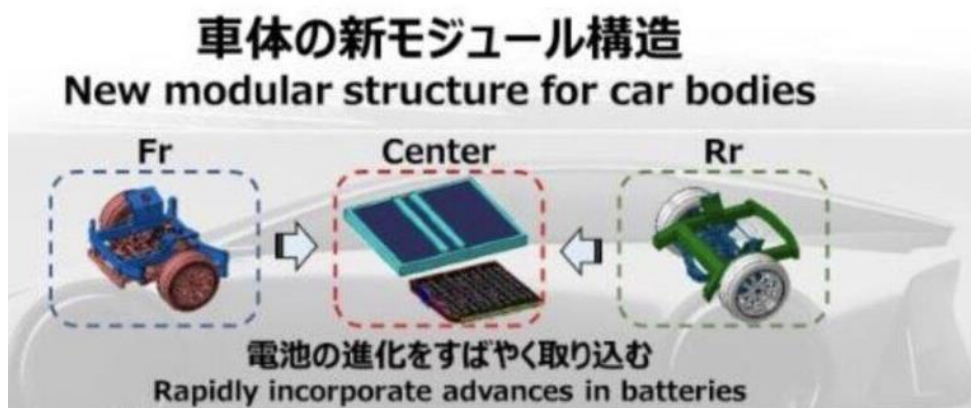 車体の新モジュール構造
New modular structure for car bodies
Fr
Center
Rr
電池の進化をすばやく取り込む
Rapidly incorporate advances in batteries